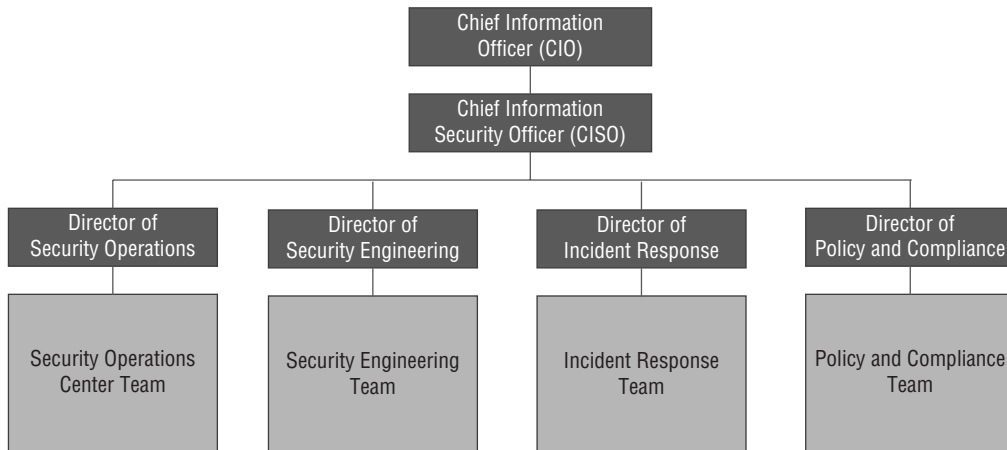 Chief Information
Officer (CIO)
Chief Information
Security Officer (CISO)
Director of
Security Operations
Director of
Security Engineering
Director of
Incident Response
Director of
Policy and Compliance
Security Operations
Center Team
Security Engineering
Team
Incident Response
Team
Policy and Compliance
Team